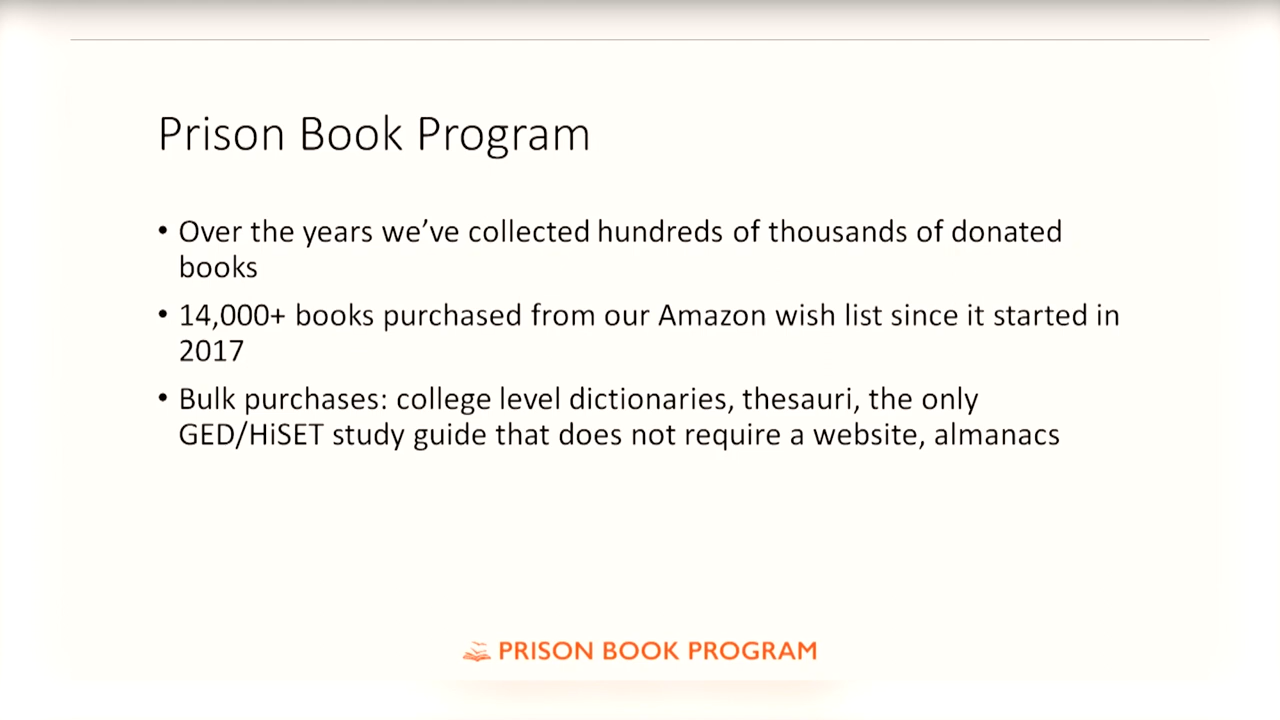 Prison Book Program
• Over the years we’ve collected hundreds of thousands of donated
books
• 14,000+ books purchased from our Amazon wish list since it started in
2017
• Bulk purchases: college level dictionaries, thesauri, the only
GED/HiSET study guide that does not require a website, almanacs
PRISON BOOK PROGRAM